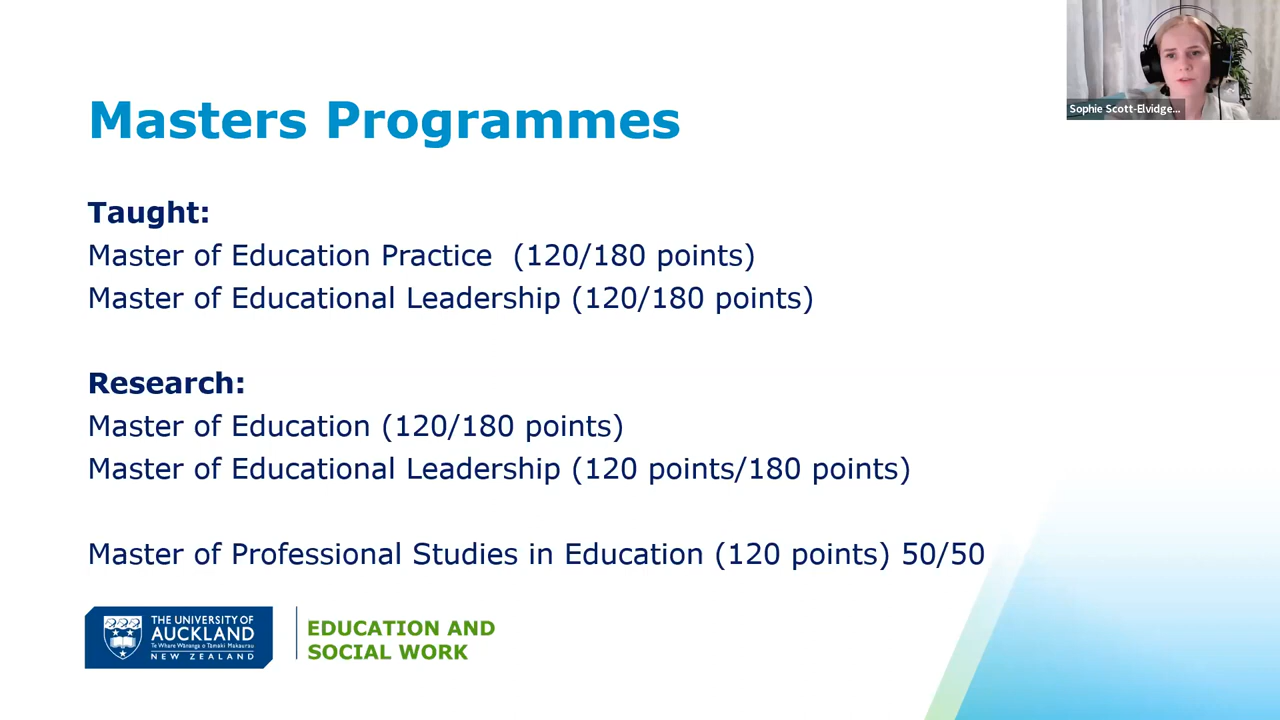 Masters Programmes
Sophie Scott-Elvidge...
Taught:
Master of Education Practice  (120/180 points)
Master of Educational Leadership (120/180 points)
Research:
Master of Education (120/180 points)
Master of Educational Leadership (120 points/180 points)
Master of Professional Studies in Education (120 points) 50/50
THE UNIVERSITY OF
AUCKLAND
Te Whare Wānanga o Tāmaki Makaurau
NEW ZEALAND
EDUCATION AND
SOCIAL WORK